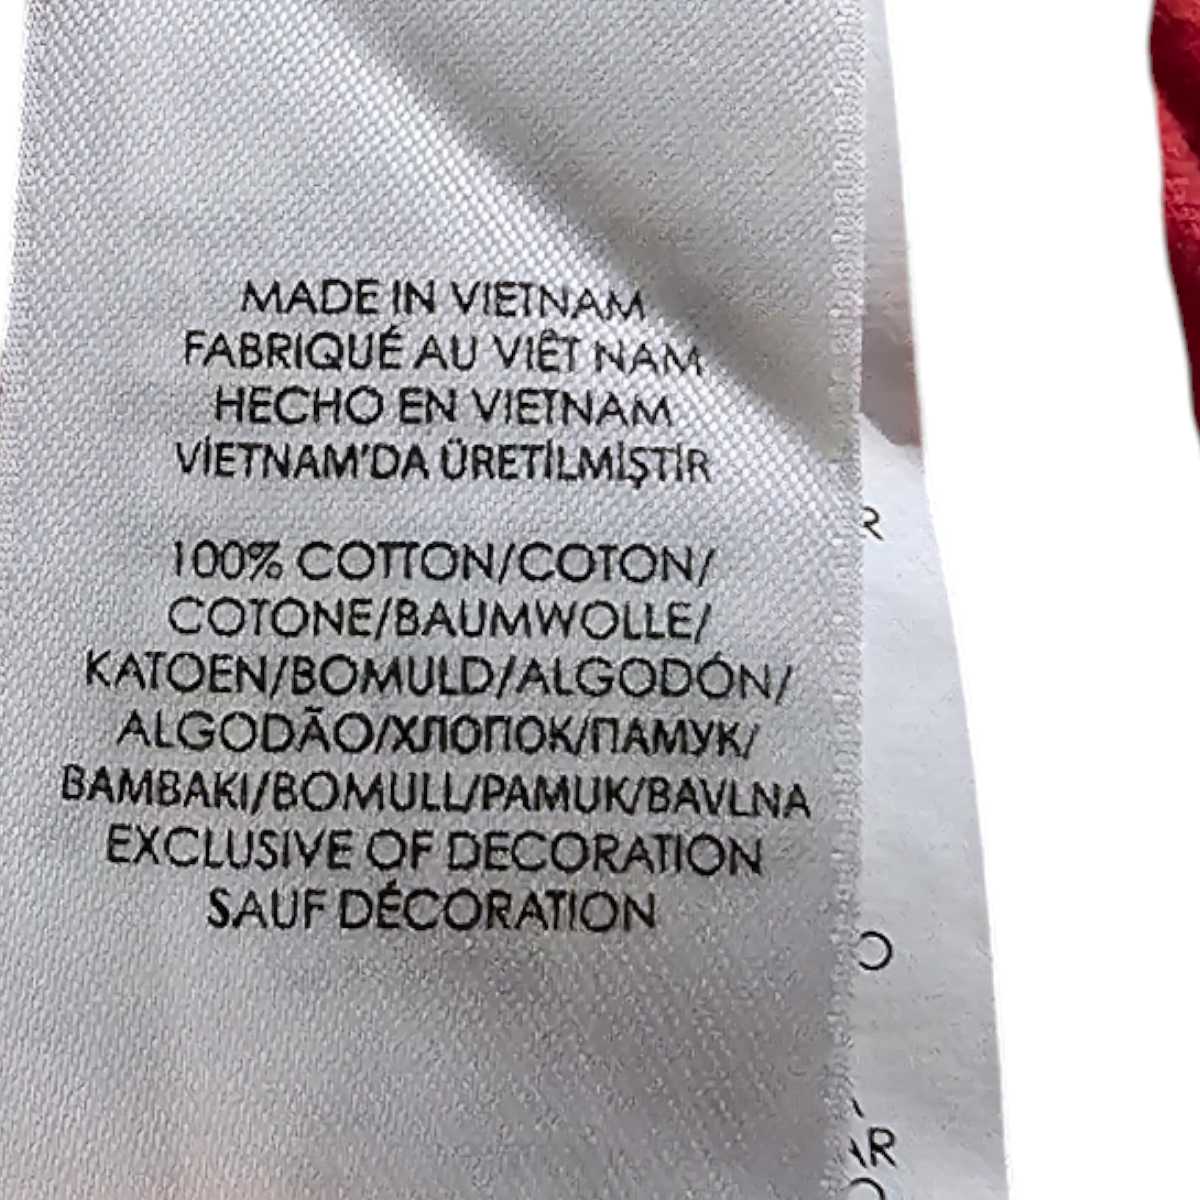 MADE IN VIETNAM
FABRIQUÉ AU VIÊT NAM
HECHO EN VIETNAM
VİETNAM'DA ÜRETİLMİŞTİR
100% COTTON/COTON/
COTONE/BAUMWOLLE/
KATOEN/BOMULD/ALGODÓN/
ALGODÃO/ХЛОПОК/ПАМУК/
BAMBAKI/BOMULL/PAMUK/BAVLNA
EXCLUSIVE OF DECORATION
SAUF DÉCORATION